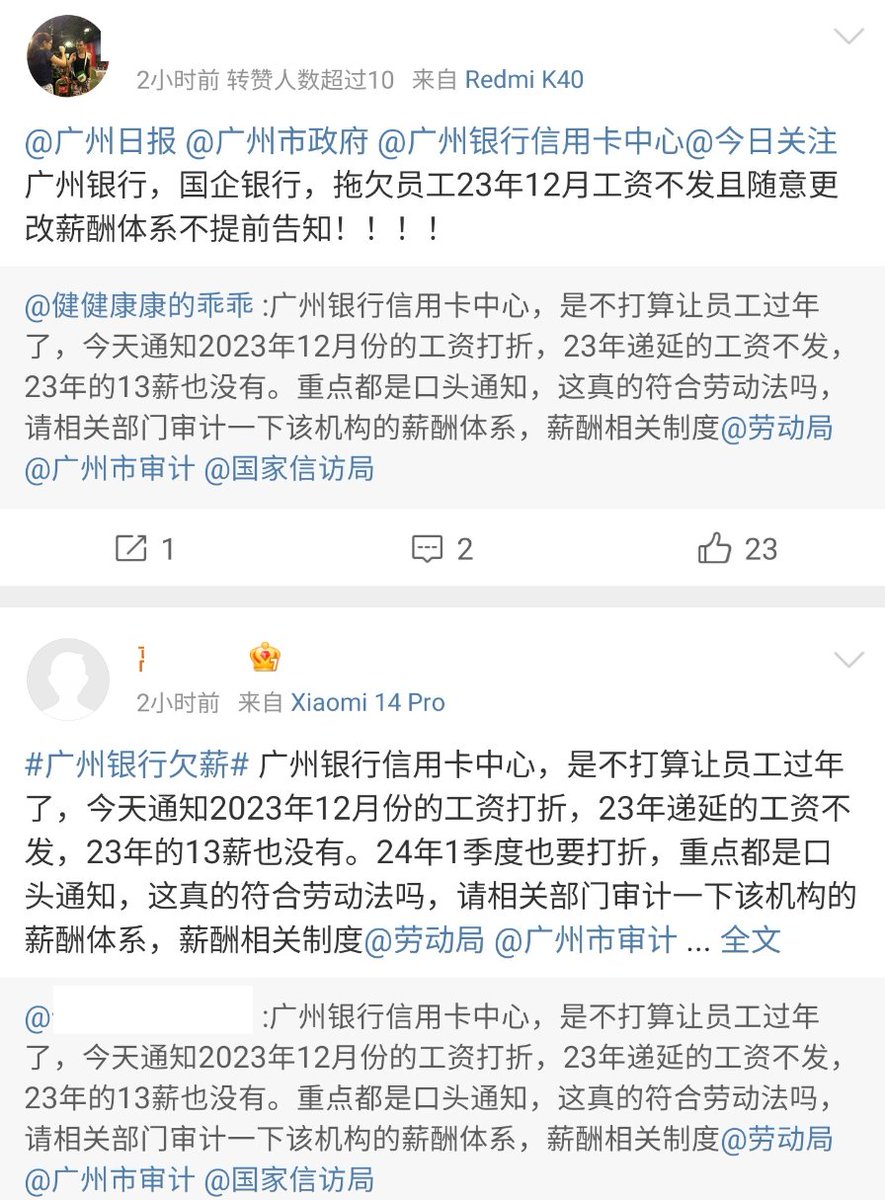 2小时前 转赞人数超过10 来自 Redmi K40
@广州日报 @广州市政府 @广州银行信用卡中心@今日关注
广州银行，国企银行，拖欠员工23年12月工资不发且随意更
改薪酬体系不提前告知！！！！
@健健康康的乖乖 :广州银行信用卡中心，是不打算让员工过年
了，今天通知2023年12月份的工资打折，23年递延的工资不发，
23年的13薪也没有。重点都是口头通知，这真的符合劳动法吗，
请相关部门审计一下该机构的薪酬体系，薪酬相关制度@劳动局
@广州市审计 @国家信访局
1 2 23
2小时前 来自 Xiaomi 14 Pro
#广州银行欠薪# 广州银行信用卡中心，是不打算让员工过年
了，今天通知2023年12月份的工资打折，23年递延的工资不
发，23年的13薪也没有。24年1季度也要打折，重点都是口
头通知，这真的符合劳动法吗，请相关部门审计一下该机构的
薪酬体系，薪酬相关制度@劳动局 @广州市审计 ... 全文
@ :广州银行信用卡中心，是不打算让员工过年
了，今天通知2023年12月份的工资打折，23年递延的工资不发，
23年的13薪也没有。重点都是口头通知，这真的符合劳动法吗，
请相关部门审计一下该机构的薪酬体系，薪酬相关制度@劳动局
@广州市审计 @国家信访局